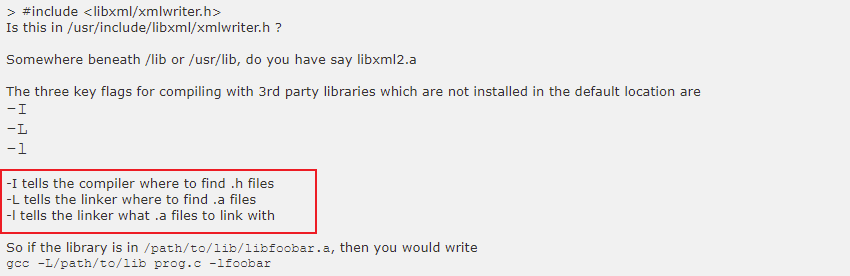 > #include <libxml/xmlwriter.h>
Is this in /usr/include/libxml/xmlwriter.h ?
Somewhere beneath /lib or /usr/lib, do you have say libxml2.a
The three key flags for compiling with 3rd party libraries which are not installed in the default location are
-I
-L
-l
-I tells the compiler where to find .h files
-L tells the linker where to find .a files
-l tells the linker what .a files to link with
So if the library is in /path/to/lib/libfoobar.a, then you would write
gcc -L/path/to/lib prog.c -lfoobar